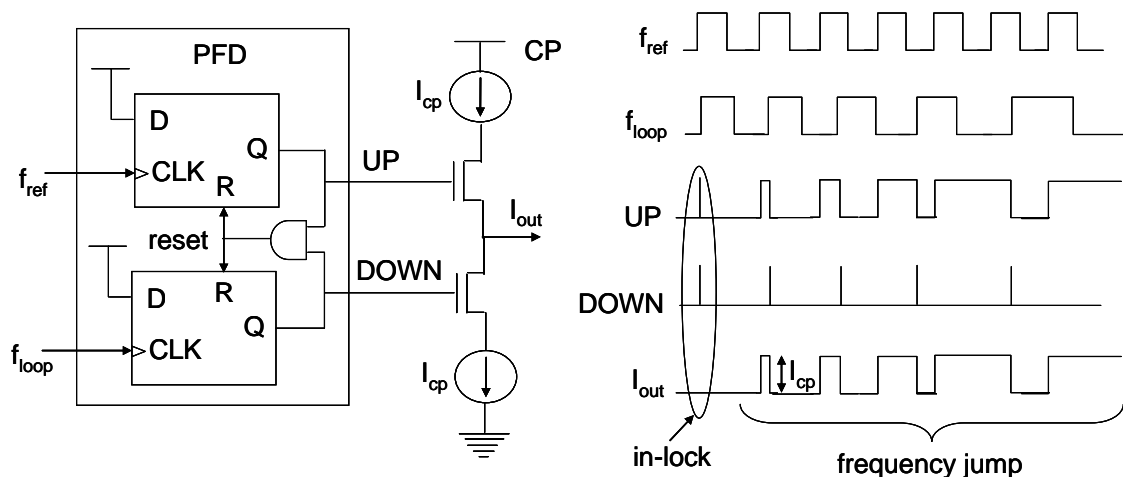 PFD
CP
I_cp
D
Q
CLK
R
f_ref
UP
I_out
reset
DOWN
R
D
Q
CLK
f_loop
I_cp
f_ref
f_loop
UP
DOWN
I_out
I_cp
in-lock
frequency jump